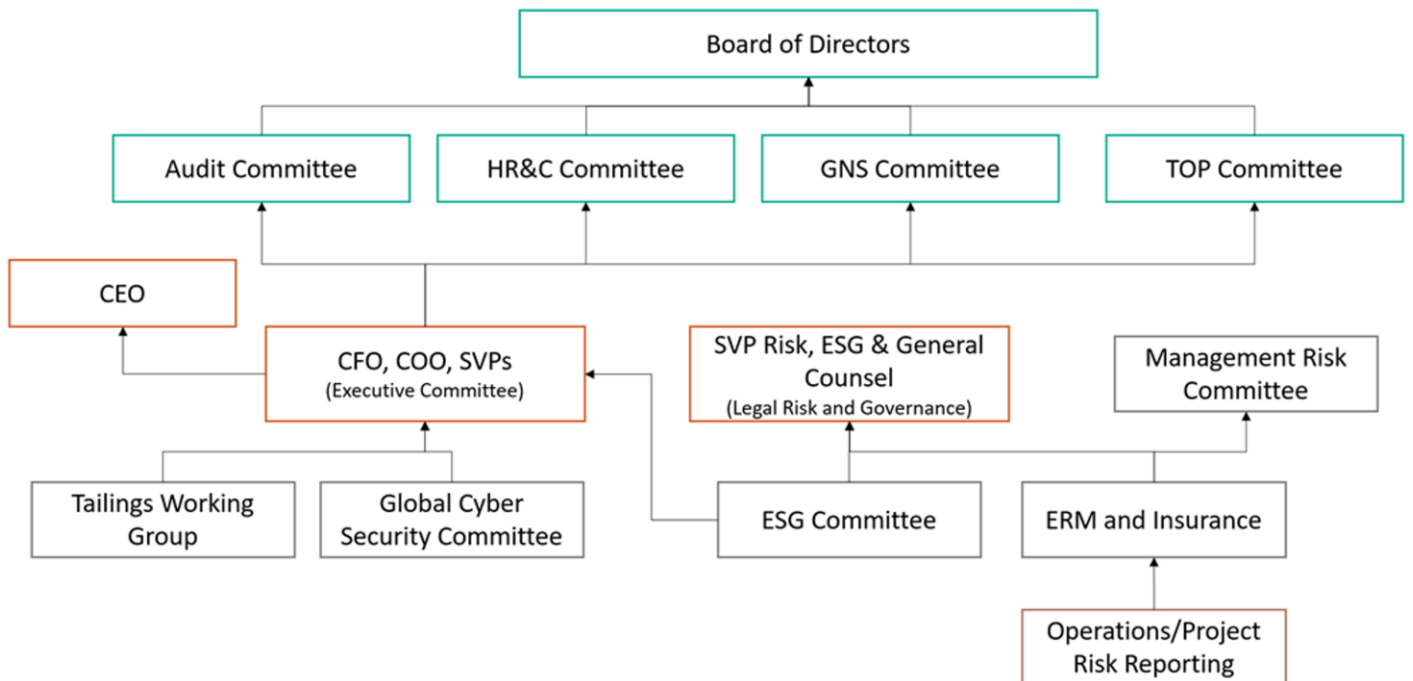 Board of Directors
Audit Committee
HR&C Committee
GNS Committee
TOP Committee
CEO
CFO, COO, SVPs
(Executive Committee)
SVP Risk, ESG & General
Counsel
(Legal Risk and Governance)
Management Risk
Committee
Tailings Working
Group
Global Cyber
Security Committee
ESG Committee
ERM and Insurance
Operations/Project
Risk Reporting